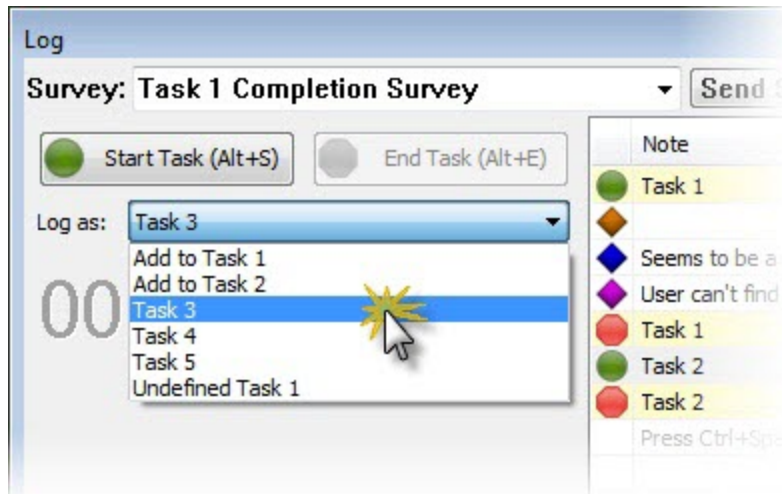 Log
Survey: Task 1 Completion Survey Send
Start Task (Alt+S) End Task (Alt+E)
Log as: Task 3
Add to Task 1
Add to Task 2
Task 3
Task 4
Task 5
Undefined Task 1
00
Note
Task 1
Seems to be a
User can't find
Task 1
Task 2
Task 2
Press